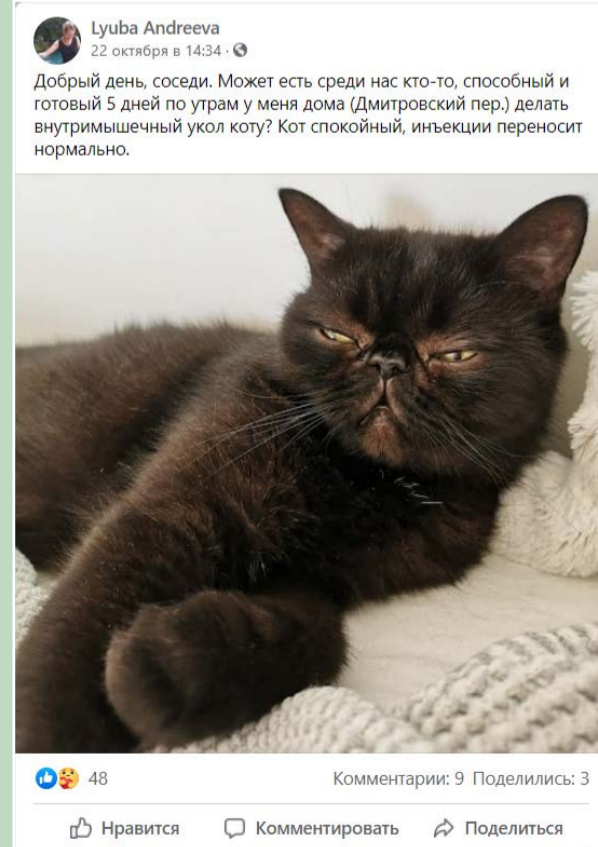 Lyuba Andreeva
22 октября в 14:34 ·
Добрый день, соседи. Может есть среди нас кто-то, способный и
готовый 5 дней по утрам у меня дома (Дмитровский пер.) делать
внутримышечный укол коту? Кот спокойный, инъекции переносит
нормально.
48
Комментарии: 9 Поделились: 3
Нравится Комментировать Поделиться